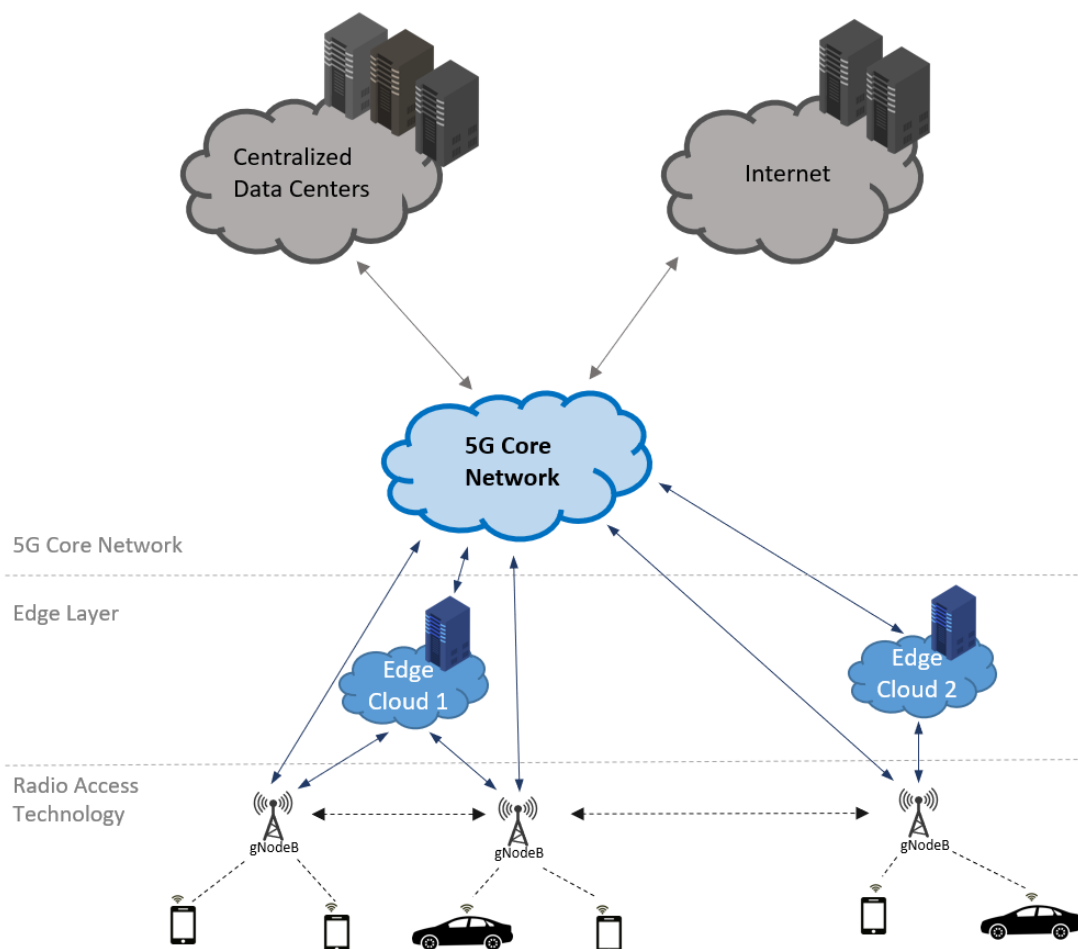 Centralized
Data Centers
Internet
5G Core
Network
5G Core Network
Edge Layer
Edge
Cloud 1
Edge
Cloud 2
Radio Access
Technology
gNodeB
gNodeB
gNodeB